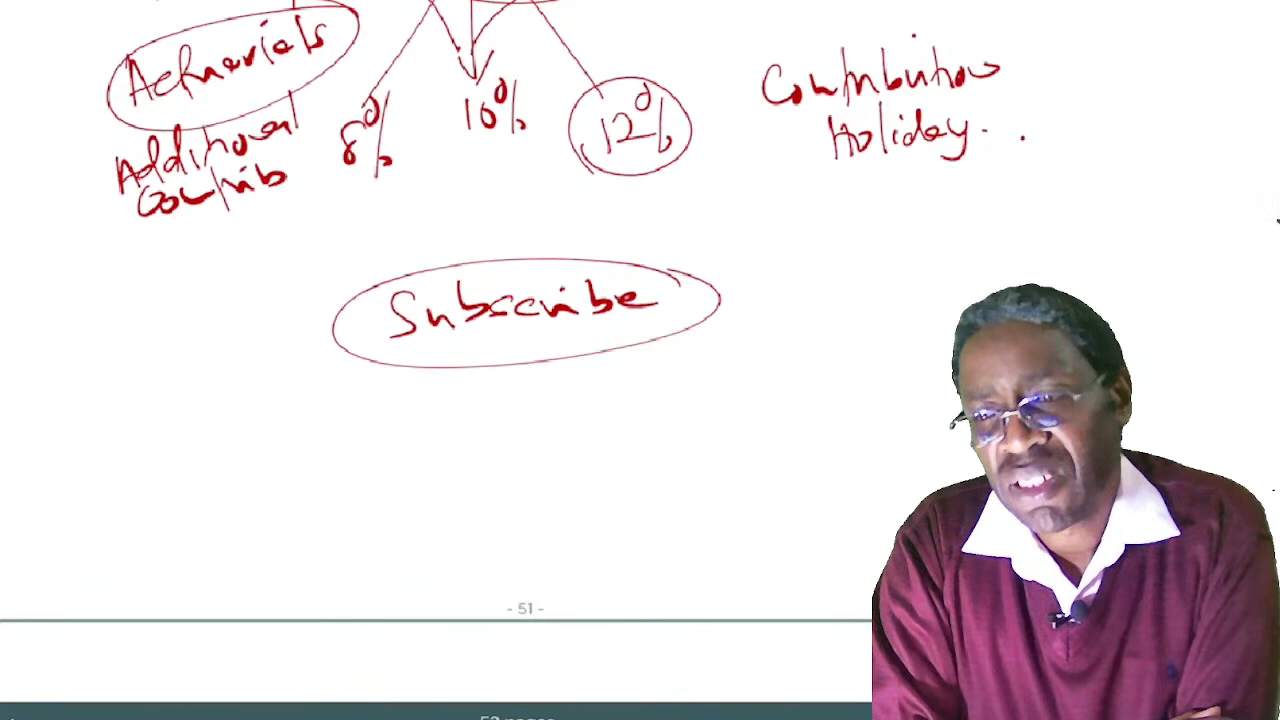 Actuarials
Additional
contrib
8%
10%
12%
Contribution
Holiday.
Subscribe
- 51 -